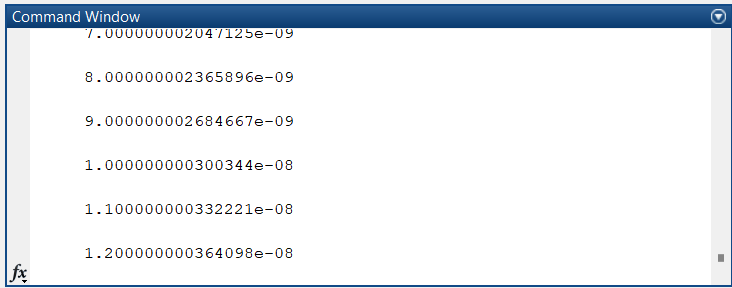 Command Window
7.000000002047125e-09
8.000000002365896e-09
9.000000002684667e-09
1.000000000300344e-08
1.100000000332221e-08
1.200000000364098e-08
fx